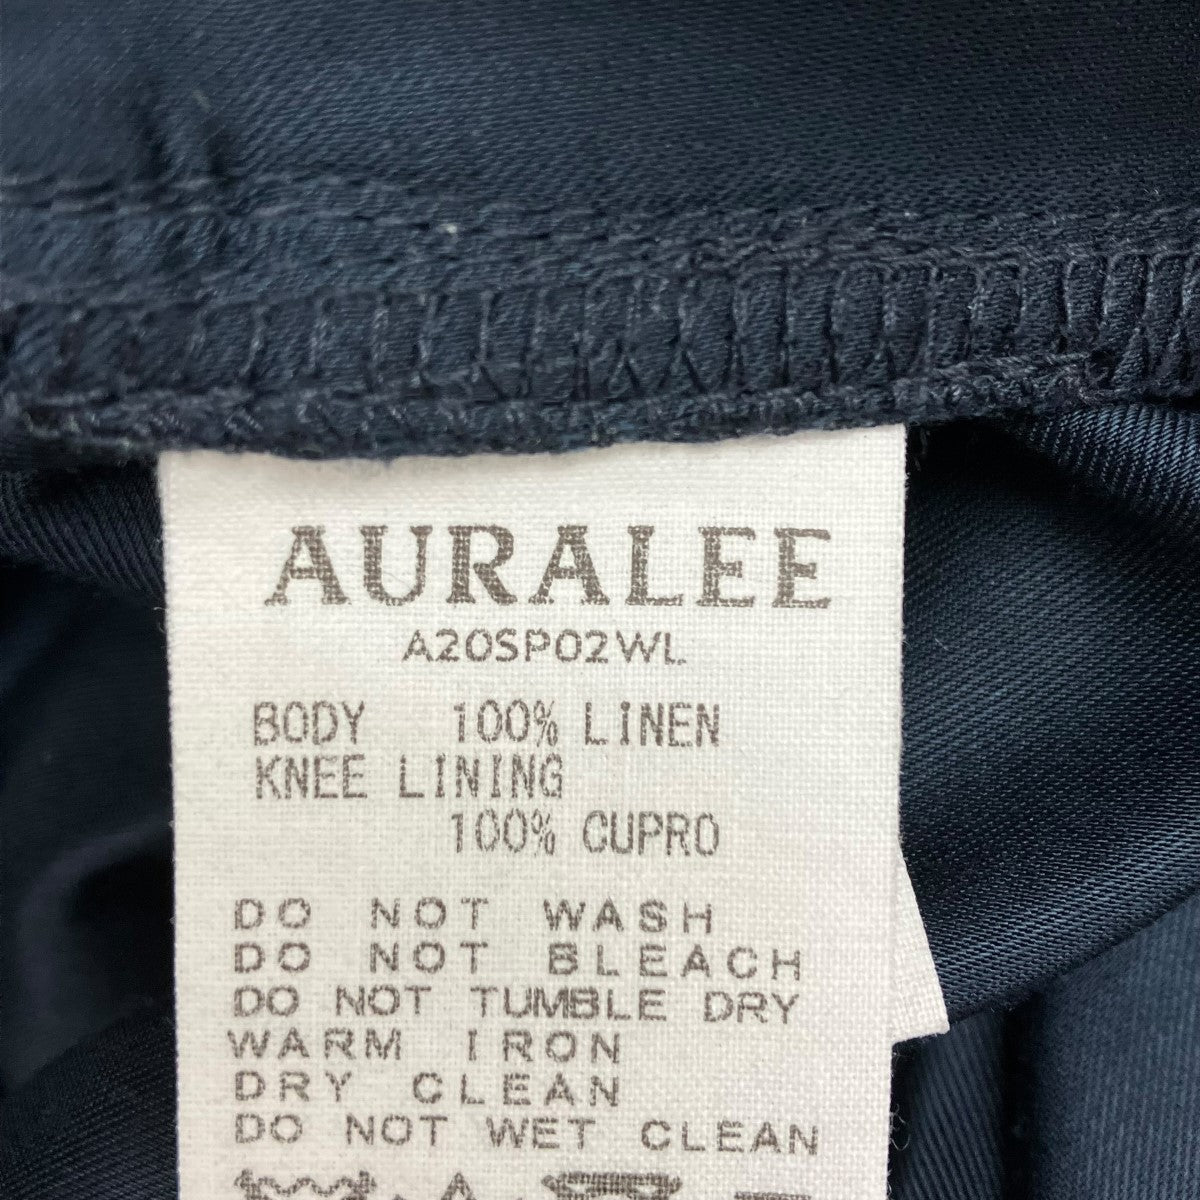 AURALEE
A20SP02WL
BODY 100% LINEN
KNEE LINING
100% CUPRO
DO NOT WASH
DO NOT BLEACH
DO NOT TUMBLE DRY
WARM IRON
DRY CLEAN
DO NOT WET CLEAN